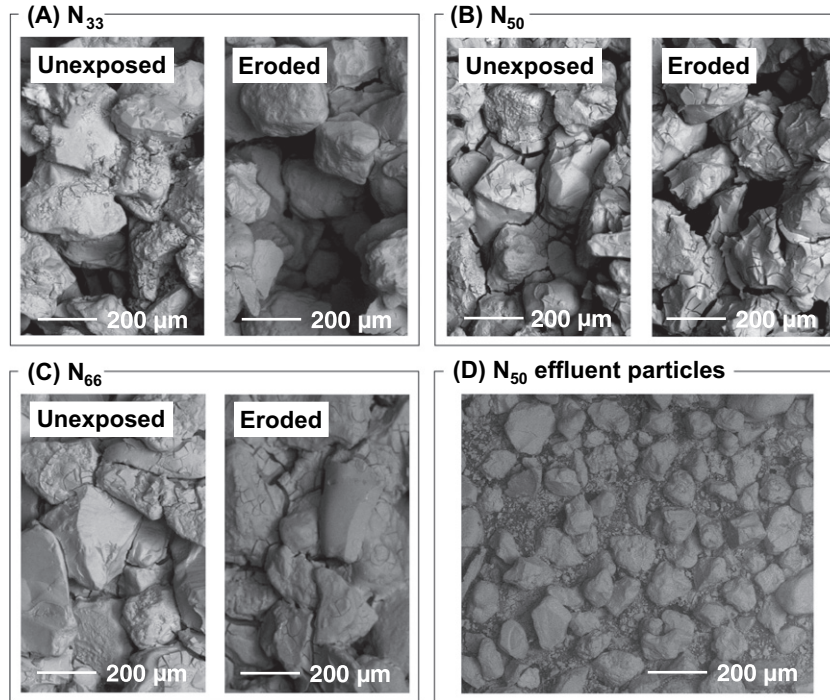 (A) N₃₃
Unexposed
Eroded
200 µm
200 µm
(B) N₅₀
Unexposed
Eroded
200 µm
200 µm
(C) N₆₆
Unexposed
Eroded
200 µm
200 µm
(D) N₅₀ effluent particles
200 µm